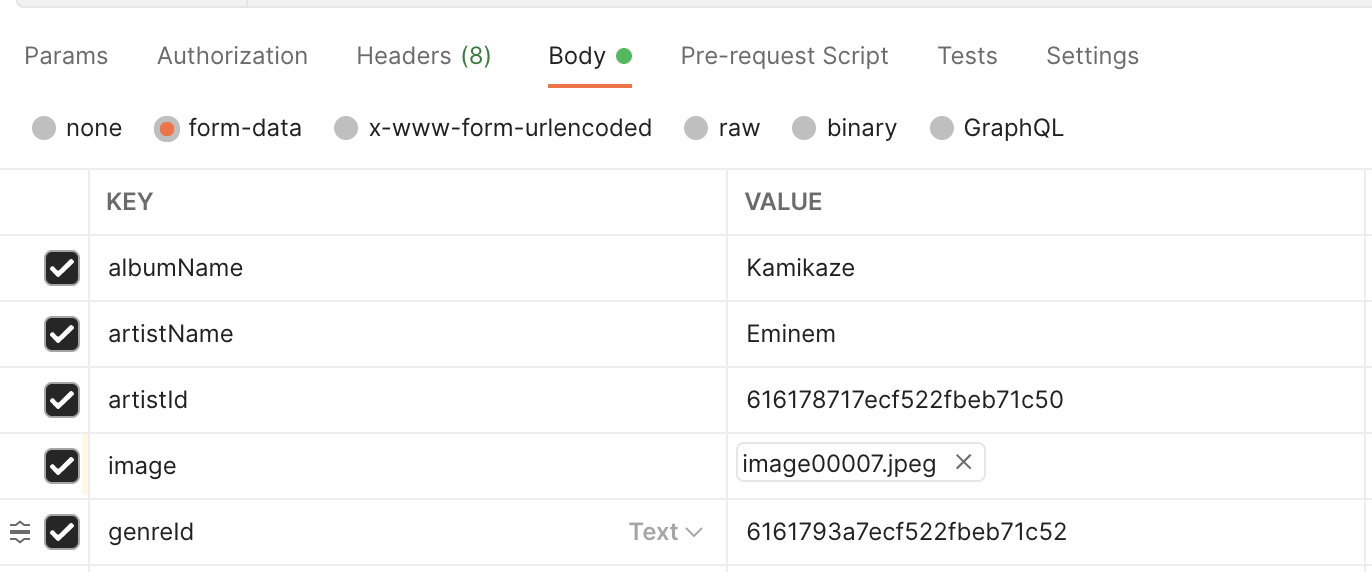 Params Authorization Headers (8) Body Pre-request Script Tests Settings
none form-data x-www-form-urlencoded raw binary GraphQL
KEY VALUE
albumName Kamikaze
artistName Eminem
artistId 616178717ecf522fbeb71c50
image image00007.jpeg
genreId Text 6161793a7ecf522fbeb71c52